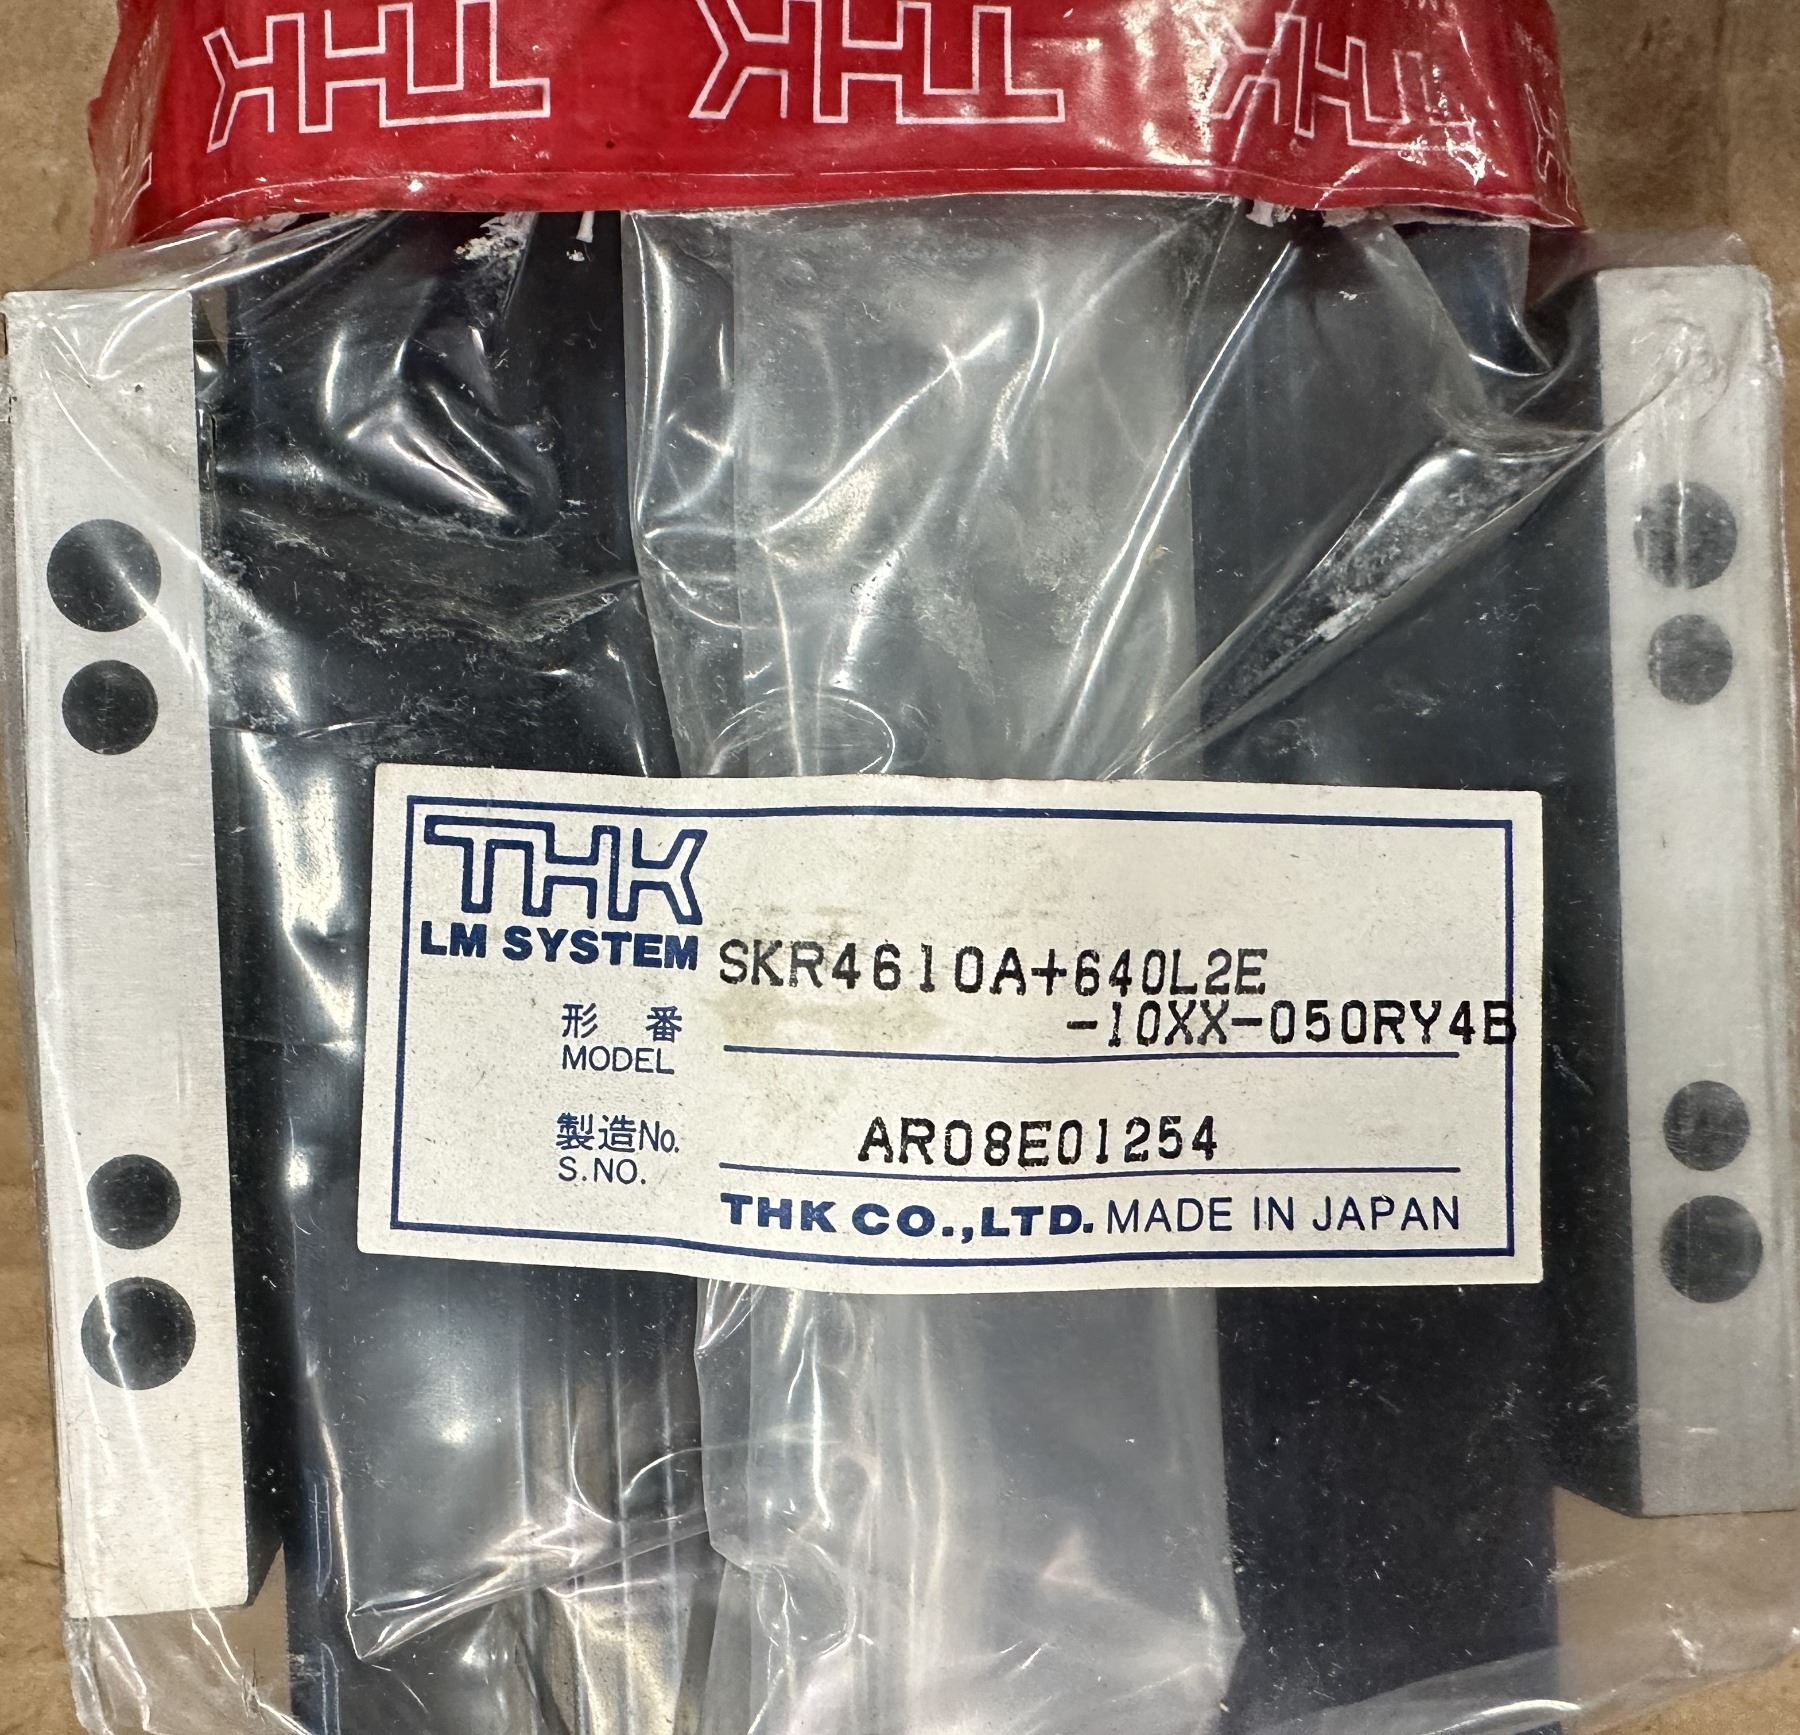 THK THK THK
THK
LM SYSTEM
SKR4610A+640L2E
-10XX-050RY4B
形 番
MODEL
製造No.
S.NO.
AR08E01254
THK CO.,LTD. MADE IN JAPAN